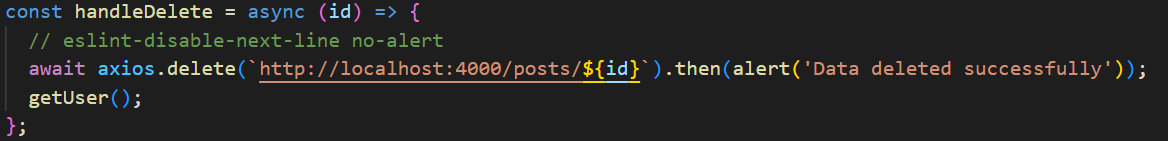 const handleDelete = async (id) => {
// eslint-disable-next-line no-alert
await axios.delete(`http://localhost:4000/posts/${id}`).then(alert('Data deleted successfully'));
getUser();
};